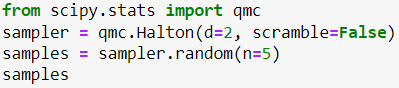 from scipy.stats import qmc
sampler = qmc.Halton(d=2, scramble=False)
samples = sampler.random(n=5)
samples